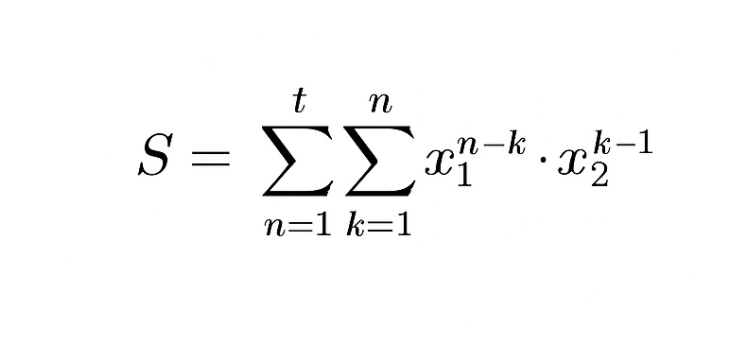 S = \sum_{n=1}^{t} \sum_{k=1}^{n} x_1^{n-k} \cdot x_2^{k-1}